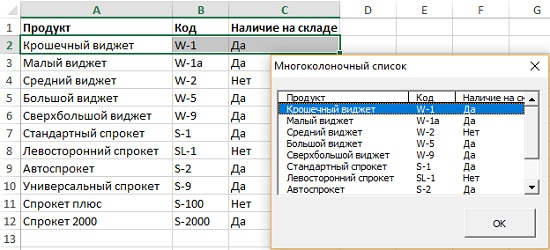 A B C D E F G
1 Продукт Код Наличие на складе
2 Крошечный виджет W-1 Да
3 Малый виджет W-1a Да
4 Средний виджет W-2 Нет
5 Большой виджет W-5 Да
6 Сверхбольшой виджет W-9 Да
7 Стандартный спрокет S-1 Да
8 Левосторонний спрокет SL-1 Нет
9 Автоспрокет S-2 Да
10 Универсальный спрокет S-9 Да
11 Спрокет плюс S-100 Нет
12 Спрокет 2000 S-2000 Да
Многоколоночный список
Продукт Код Наличие на ск
Крошечный виджет W-1 Да
Малый виджет W-1a Да
Средний виджет W-2 Нет
Большой виджет W-5 Да
Сверхбольшой виджет W-9 Да
Стандартный спрокет S-1 Да
Левосторонний спрокет SL-1 Нет
Автоспрокет S-2 Да
ОК